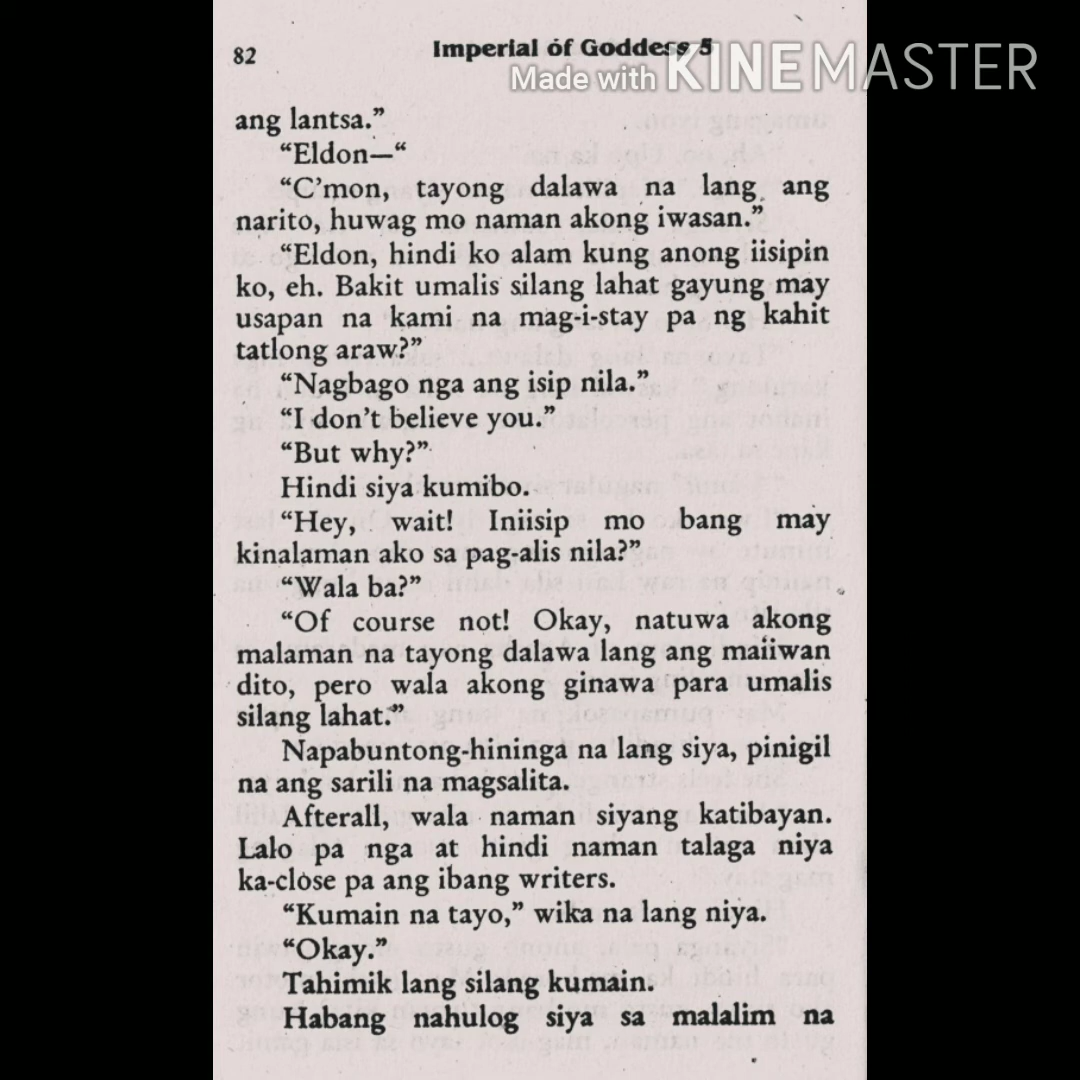 82
Imperial of Goddess 5
Made with KINEMASTER
ang lantsa.”
“Eldon—“
“C’mon, tayong dalawa na lang ang
narito, huwag mo naman akong iwasan.”
“Eldon, hindi ko alam kung anong iisipin
ko, eh. Bakit umalis silang lahat gayung may
usapan na kami na mag-i-stay pa ng kahit
tatlong araw?”
“Nagbago nga ang isip nila.”
“I don’t believe you.”
“But why?”
Hindi siya kumibo.
“Hey, wait! Iniisip mo bang may
kinalaman ako sa pag-alis nila?”
“Wala ba?”
“Of course not! Okay, natuwa akong
malaman na tayong dalawa lang ang maiiwan
dito, pero wala akong ginawa para umalis
silang lahat.”
Napabuntong-hininga na lang siya, pinigil
na ang sarili na magsalita.
Afterall, wala naman siyang katibayan.
Lalo pa nga at hindi naman talaga niya
ka-close pa ang ibang writers.
“Kumain na tayo,” wika na lang niya.
“Okay.”
Tahimik lang silang kumain.
Habang nahulog siya sa malalim na